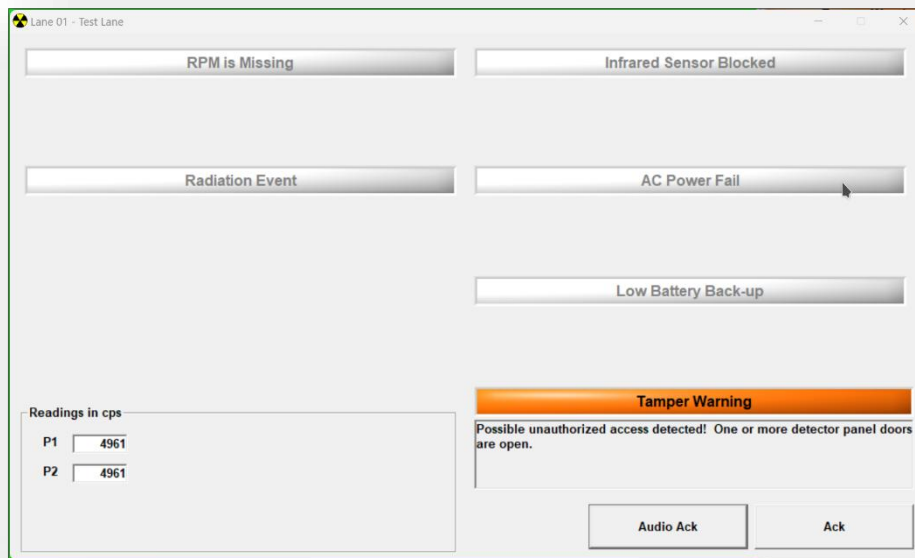 Lane 01 - Test Lane
RPM is Missing
Infrared Sensor Blocked
Radiation Event
AC Power Fail
Low Battery Back-up
Tamper Warning
Possible unauthorized access detected! One or more detector panel doors
are open.
Readings in cps
P1 4961
P2 4961
Audio Ack
Ack